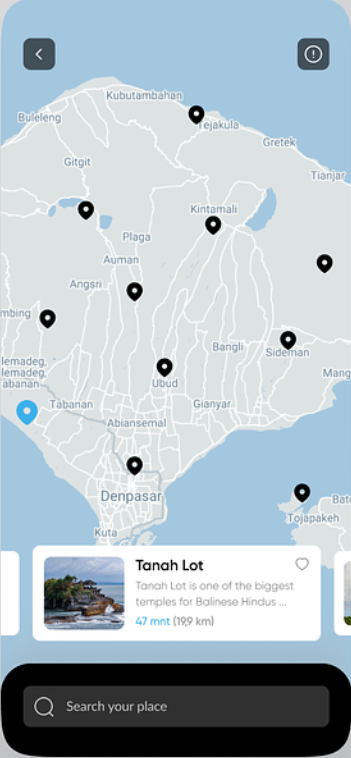 Kubutambahan
Buleleng
Tejakula
Gretek
Gitgit
Tianjar
Kintamali
Plaga
Auman
Angsri
mbing
Bangli
Sideman
lemadeg,
lemadeg,
abanan
Ubud
Mang
Tabanan
Gianyar
Abiansemal
Denpasar
Batc
Tojapakeh
Kuta
Tanah Lot
Tanah Lot is one of the biggest
temples for Balinese Hindus ...
47 mnt (19,9 km)
Search your place